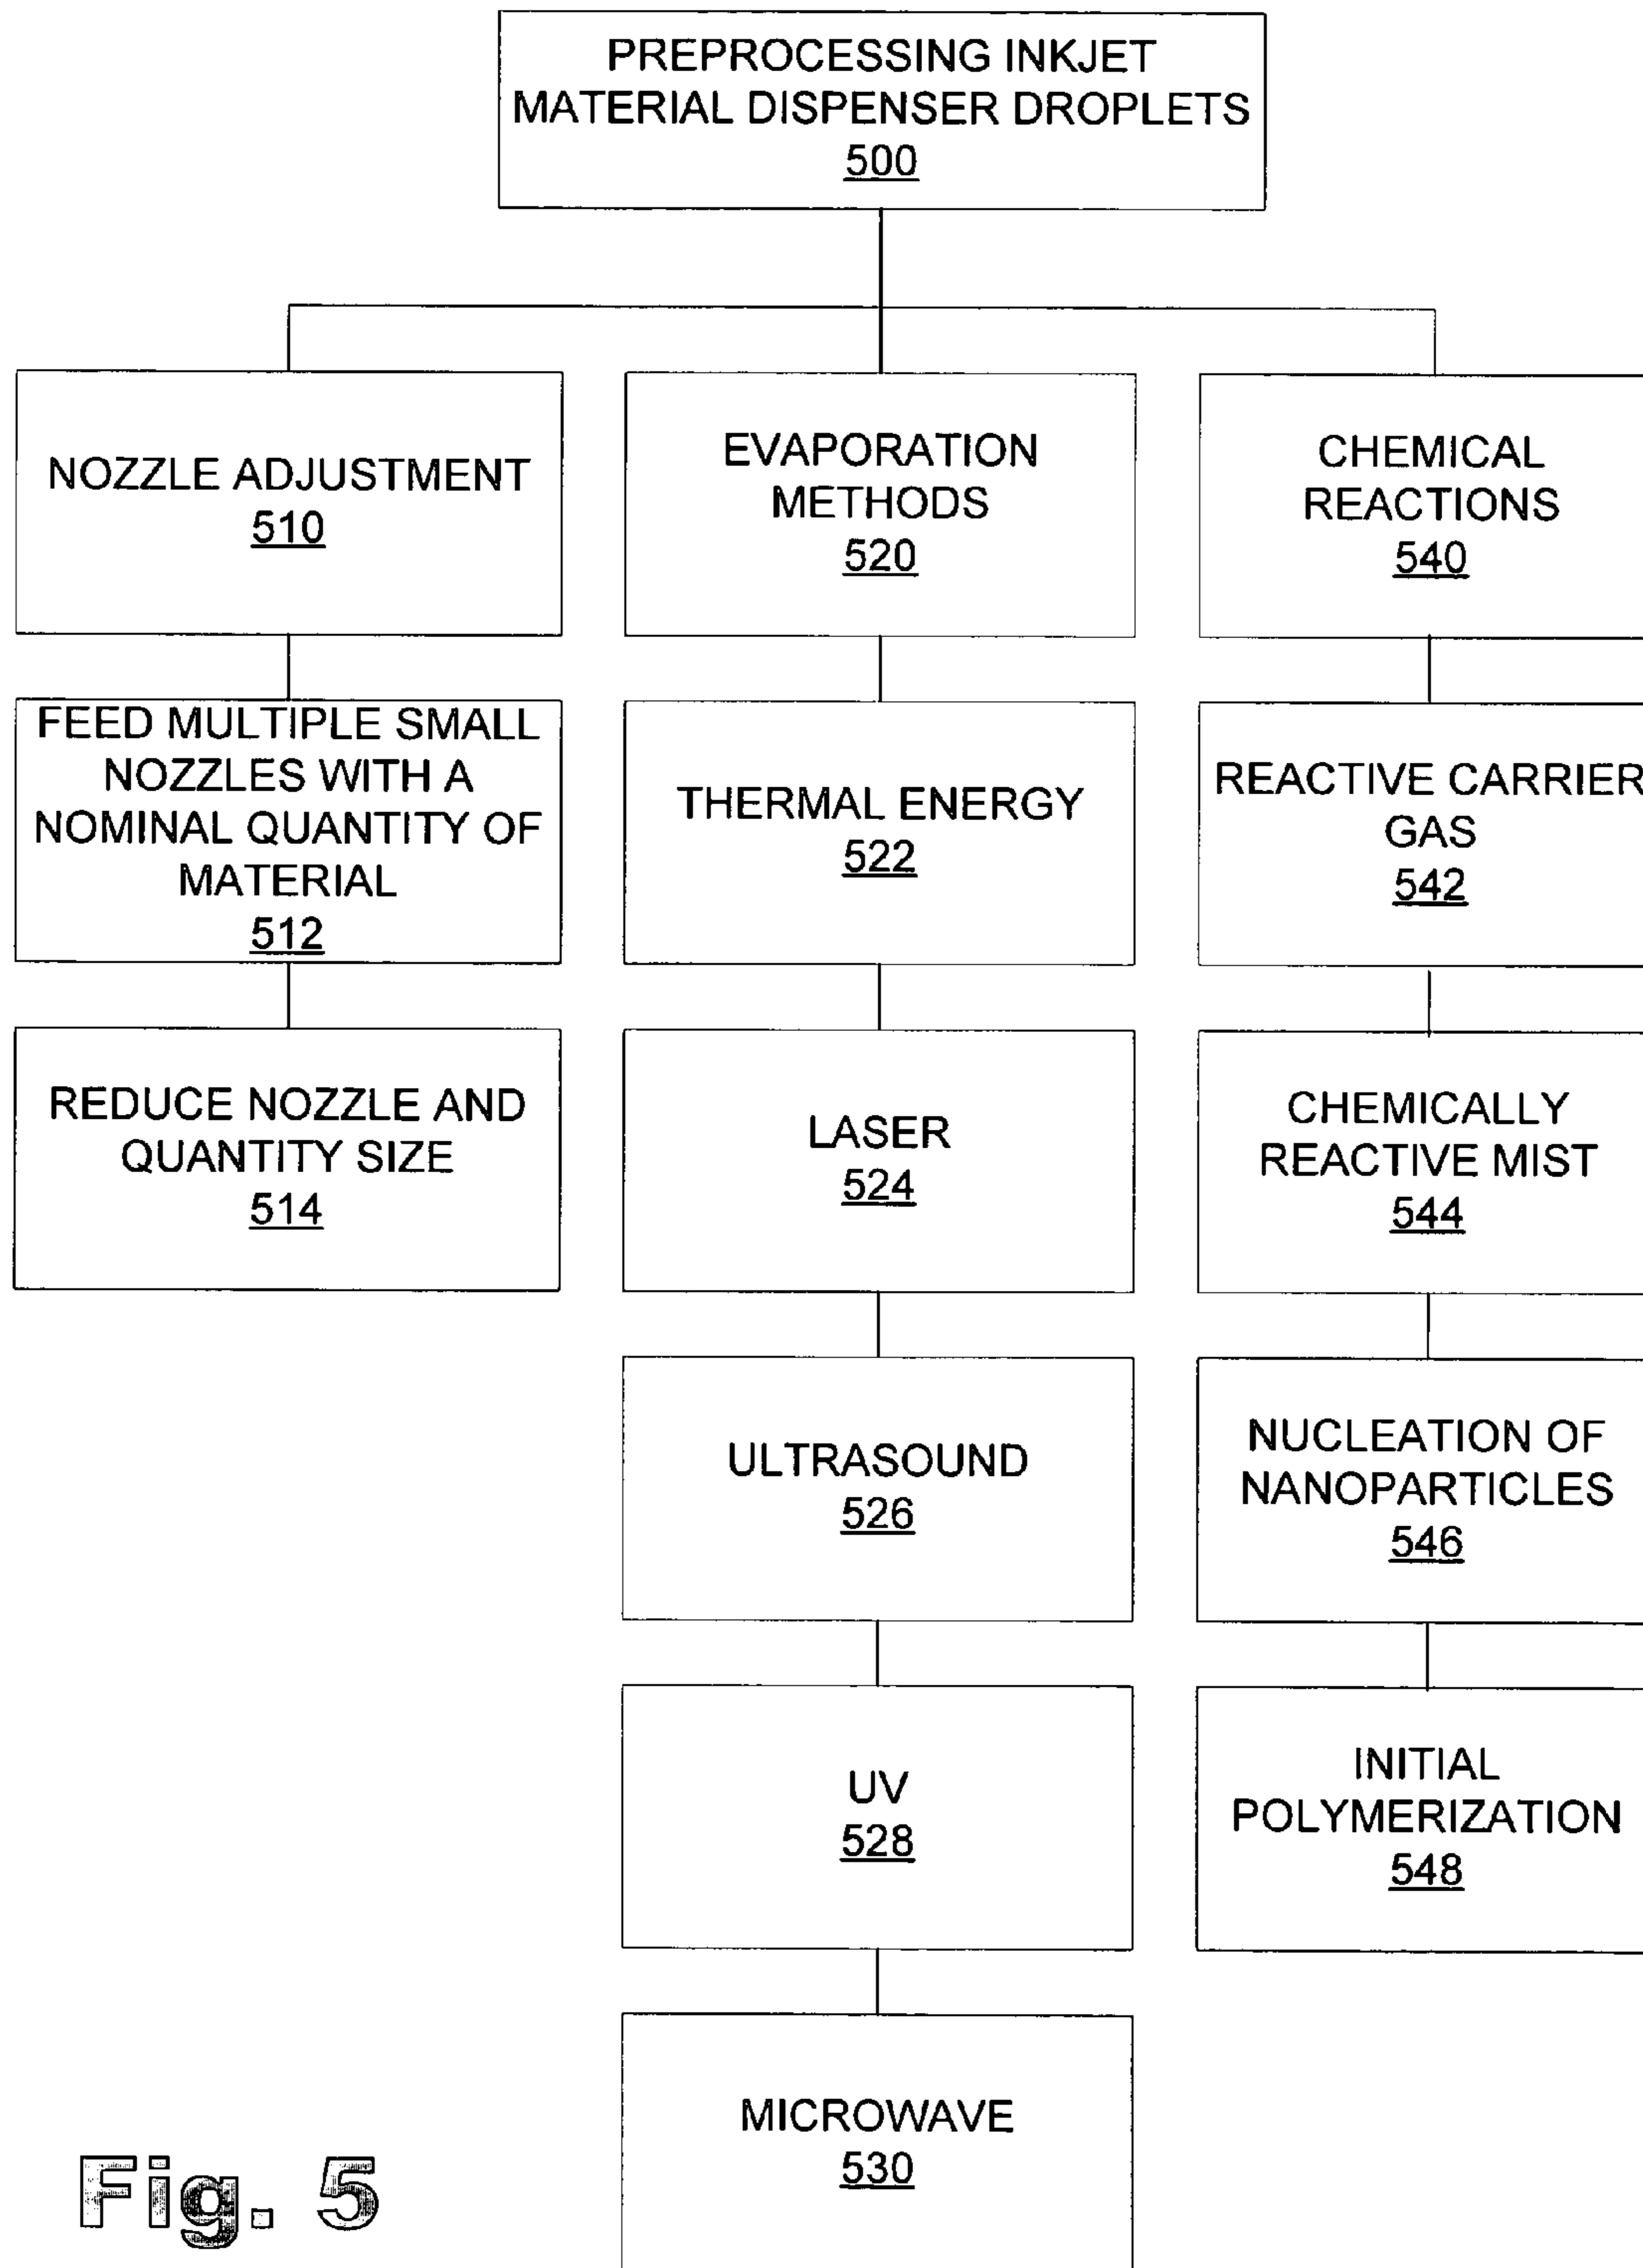 PREPROCESSING INKJET
MATERIAL DISPENSER DROPLETS
500
NOZZLE ADJUSTMENT
510
FEED MULTIPLE SMALL
NOZZLES WITH A
NOMINAL QUANTITY OF
MATERIAL
512
REDUCE NOZZLE AND
QUANTITY SIZE
514
EVAPORATION
METHODS
520
THERMAL ENERGY
522
LASER
524
ULTRASOUND
526
UV
528
MICROWAVE
530
CHEMICAL
REACTIONS
540
REACTIVE CARRIER
GAS
542
CHEMICALLY
REACTIVE MIST
544
NUCLEATION OF
NANOPARTICLES
546
INITIAL
POLYMERIZATION
548
Fig. 5